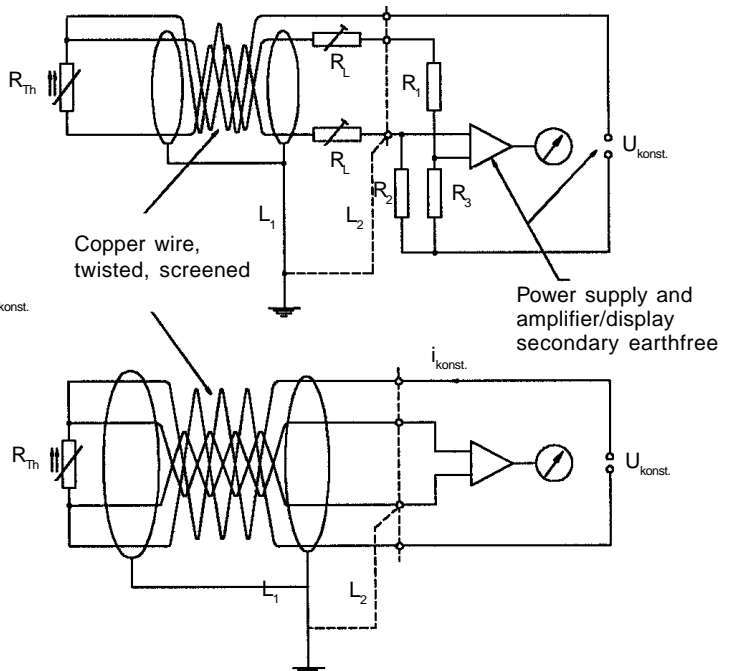 R_Th
R_L
R_1
R_L
R_2
R_3
U_konst.
L_1
L_2
Copper wire,
twisted, screened
Power supply and
amplifier/display
secondary earthfree
konst.
i_konst.
R_Th
U_konst.
L_1
L_2